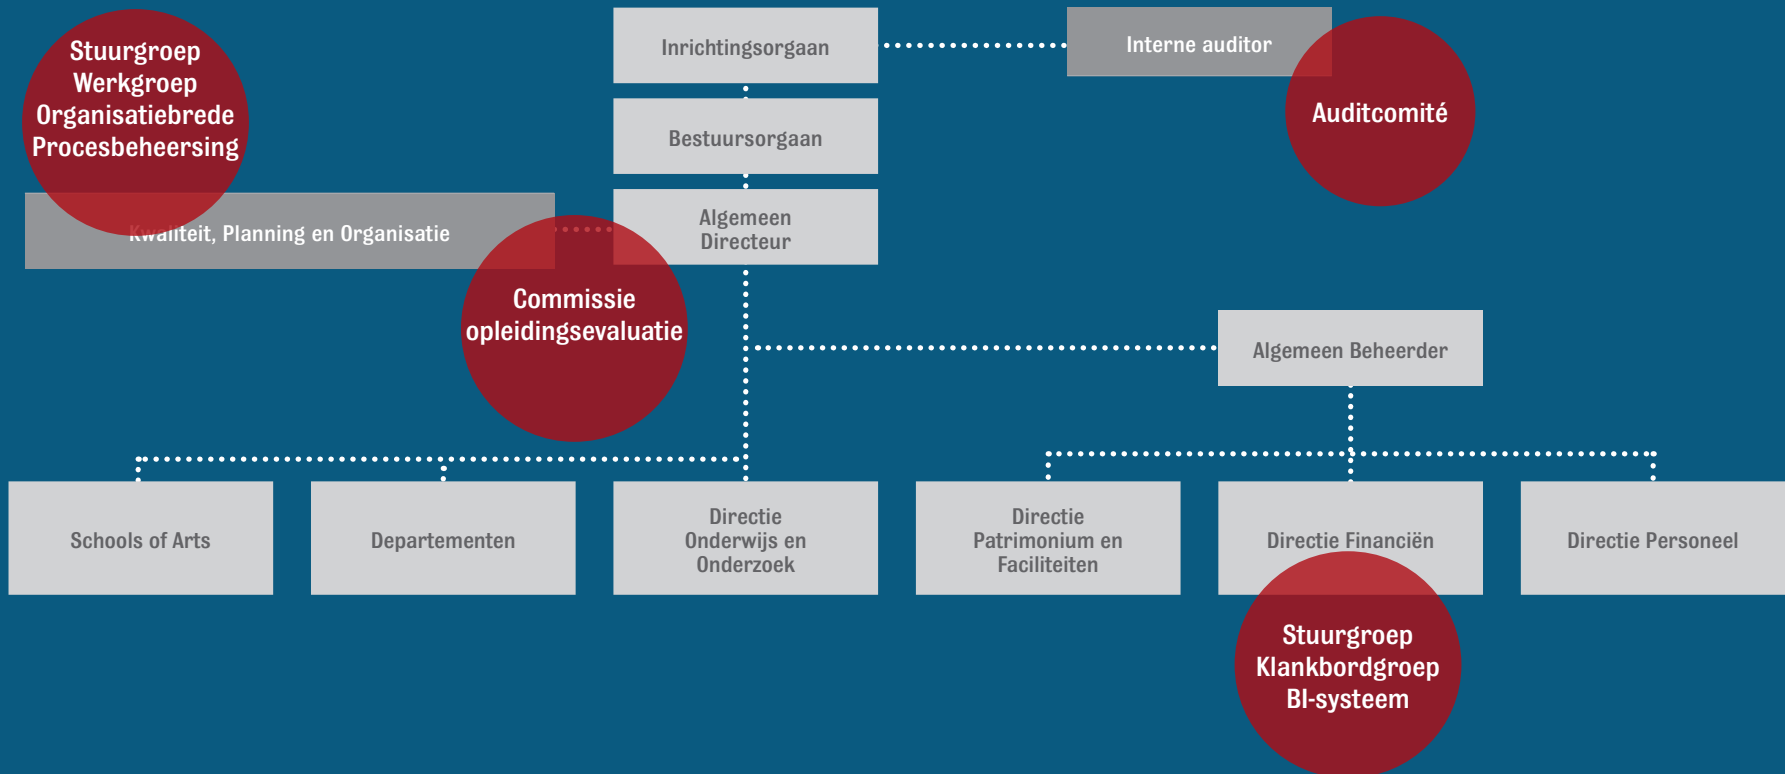 Stuurgroep
Werkgroep
Organisatiebrede
Procesbeheersing
Inrichtingsorgaan
Interne auditor
Auditcomité
Bestuursorgaan
Kwaliteit, Planning en Organisatie
Algemeen
Directeur
Commissie
opleidingsevaluatie
Algemeen Beheerder
Schools of Arts
Departementen
Directie
Onderwijs en
Onderzoek
Directie
Patrimonium en
Faciliteiten
Directie Financiën
Directie Personeel
Stuurgroep
Klankbordgroep
BI-systeem